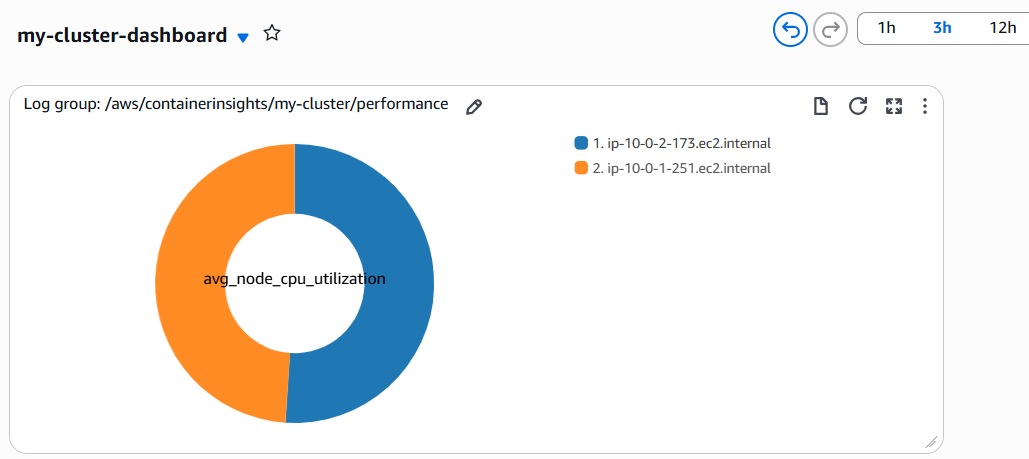 my-cluster-dashboard
1h 3h 12h
Log group: /aws/containerinsights/my-cluster/performance
1. ip-10-0-2-173.ec2.internal
2. ip-10-0-1-251.ec2.internal
avg_node_cpu_utilization